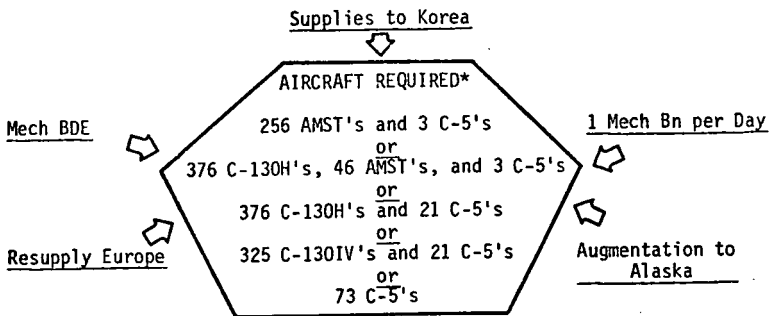 Supplies to Korea
AIRCRAFT REQUIRED*
Mech BDE
256 AMST's and 3 C-5's
1 Mech Bn per Day
or
376 C-130H's, 46 AMST's, and 3 C-5's
or
376 C-130H's and 21 C-5's
or
Resupply Europe
325 C-130IV's and 21 C-5's
Augmentation to
Alaska
or
73 C-5's